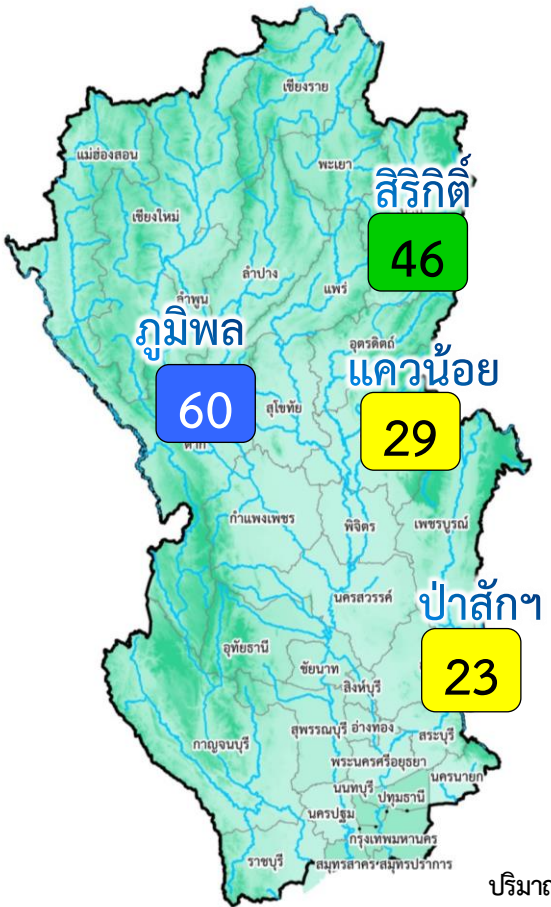 เชียงราย
แม่ฮ่องสอน
พะเยา
สิริกิติ์
46
เชียงใหม่
ลำปาง
แพร่
ลำพูน
ภูมิพล
60
อุตรดิตถ์
แควน้อย
29
สุโขทัย
ตาก
กำแพงเพชร
พิจิตร
เพชรบูรณ์
นครสวรรค์
ป่าสักฯ
23
อุทัยธานี
ชัยนาท
สิงห์บุรี
สุพรรณบุรี อ่างทอง
สระบุรี
กาญจนบุรี
พระนครศรีอยุธยา
นครนายก
นนทบุรี
ปทุมธานี
นครปฐม
กรุงเทพมหานคร
ราชบุรี
สมุทรสาคร สมุทรปราการ